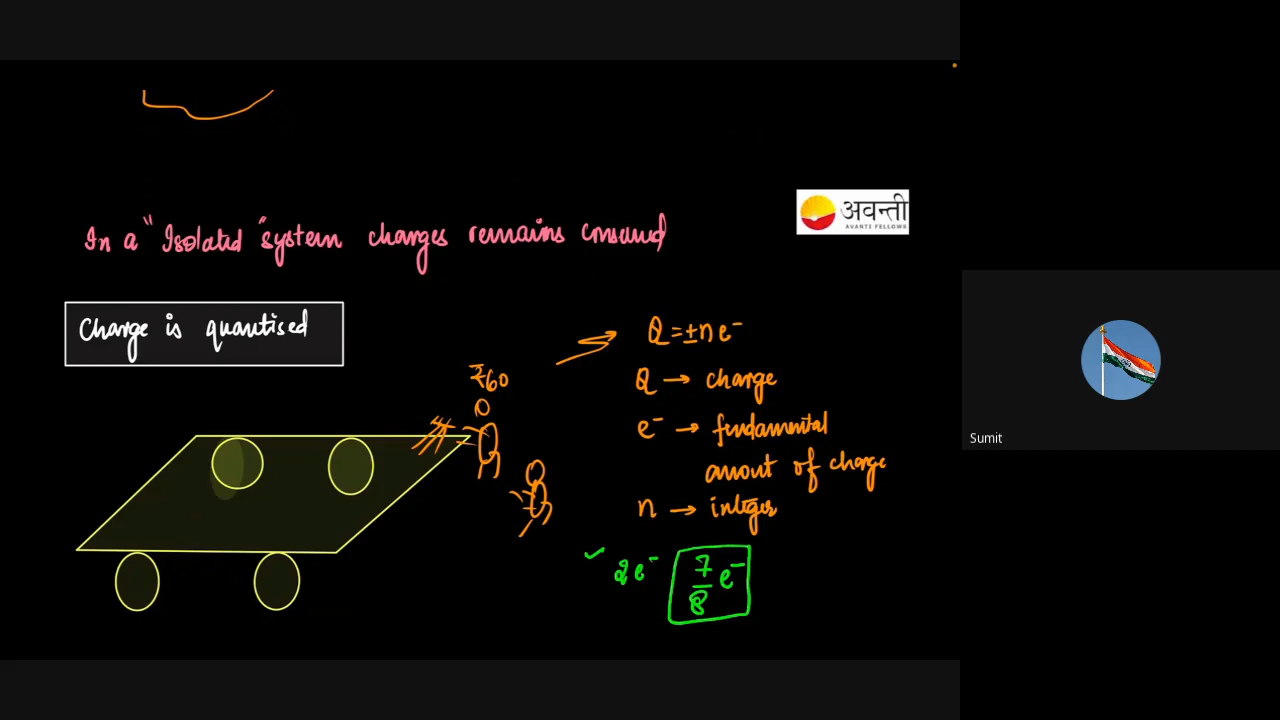 अवन्ती
AVANTI FELLOWS
In a "Isolated" system charges remains
Charge is quantised
Q = ±ne⁻
Q → charge
e⁻ → fundamental
amount of charge
n → integer
₹60
✓ 2e⁻ 7/8 e⁻
Sumit